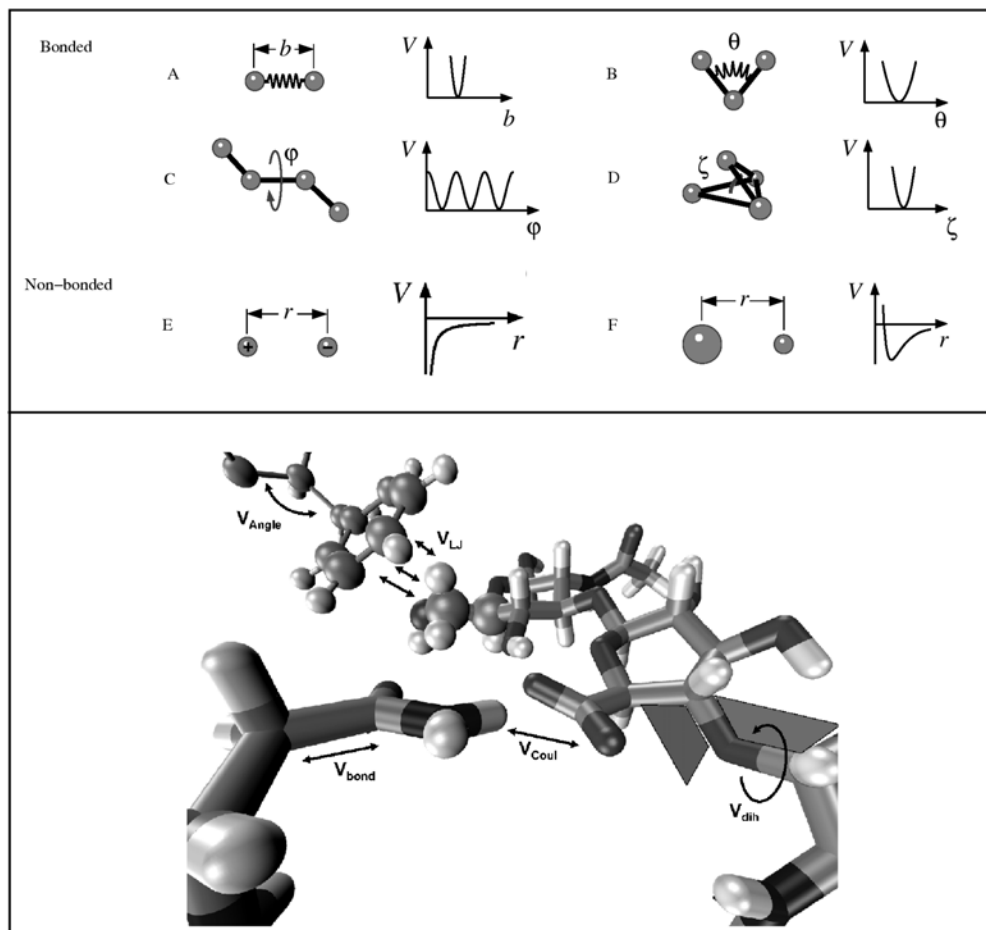 Bonded
A
b
V
b
B
θ
V
θ
C
φ
V
φ
D
ζ
V
ζ
Non-bonded
E
r
+
-
V
r
F
r
V
r
V_Angle
V_LJ
V_bond
V_Coul
V_dih